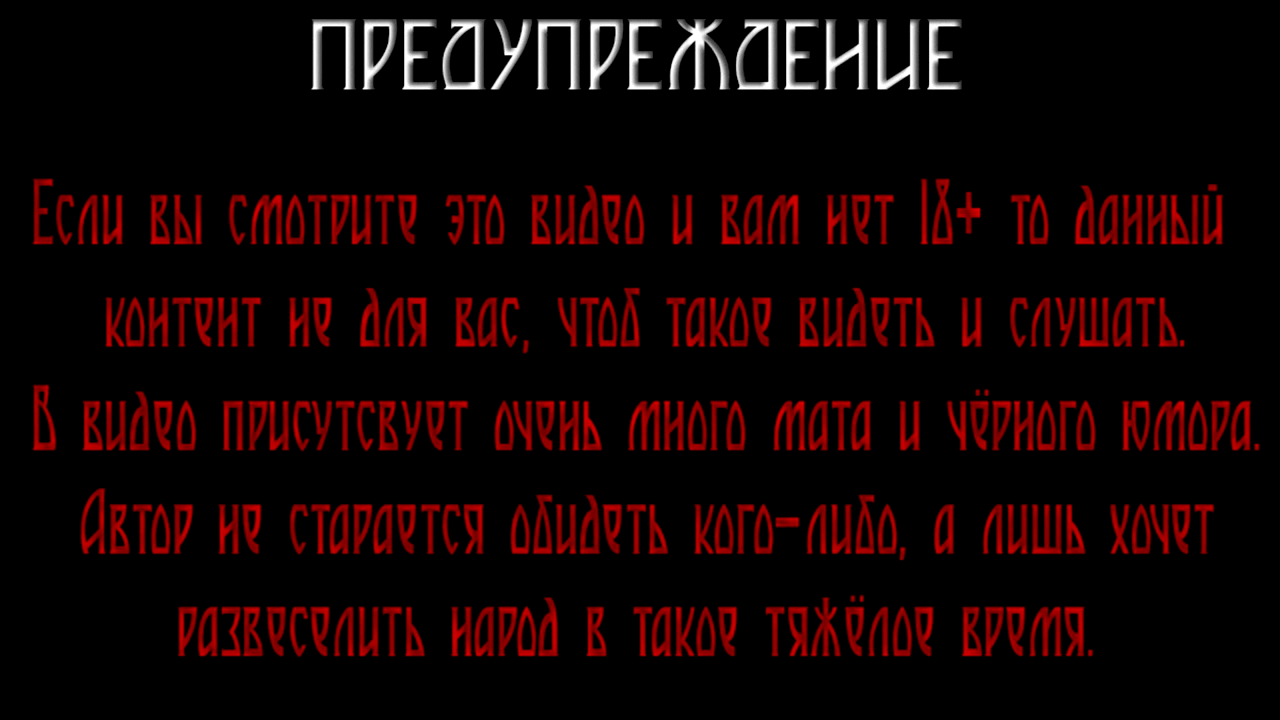 ПРЕДУПРЕЖДЕНИЕ
Если вы смотрите это видео и вам нет 18+ то данный
контент не для вас, чтоб такое видеть и слушать.
В видео присутсвует очень много мата и чёрного юмора.
Автор не старается обидеть кого-либо, а лишь хочет
развеселить народ в такое тяжёлое время.